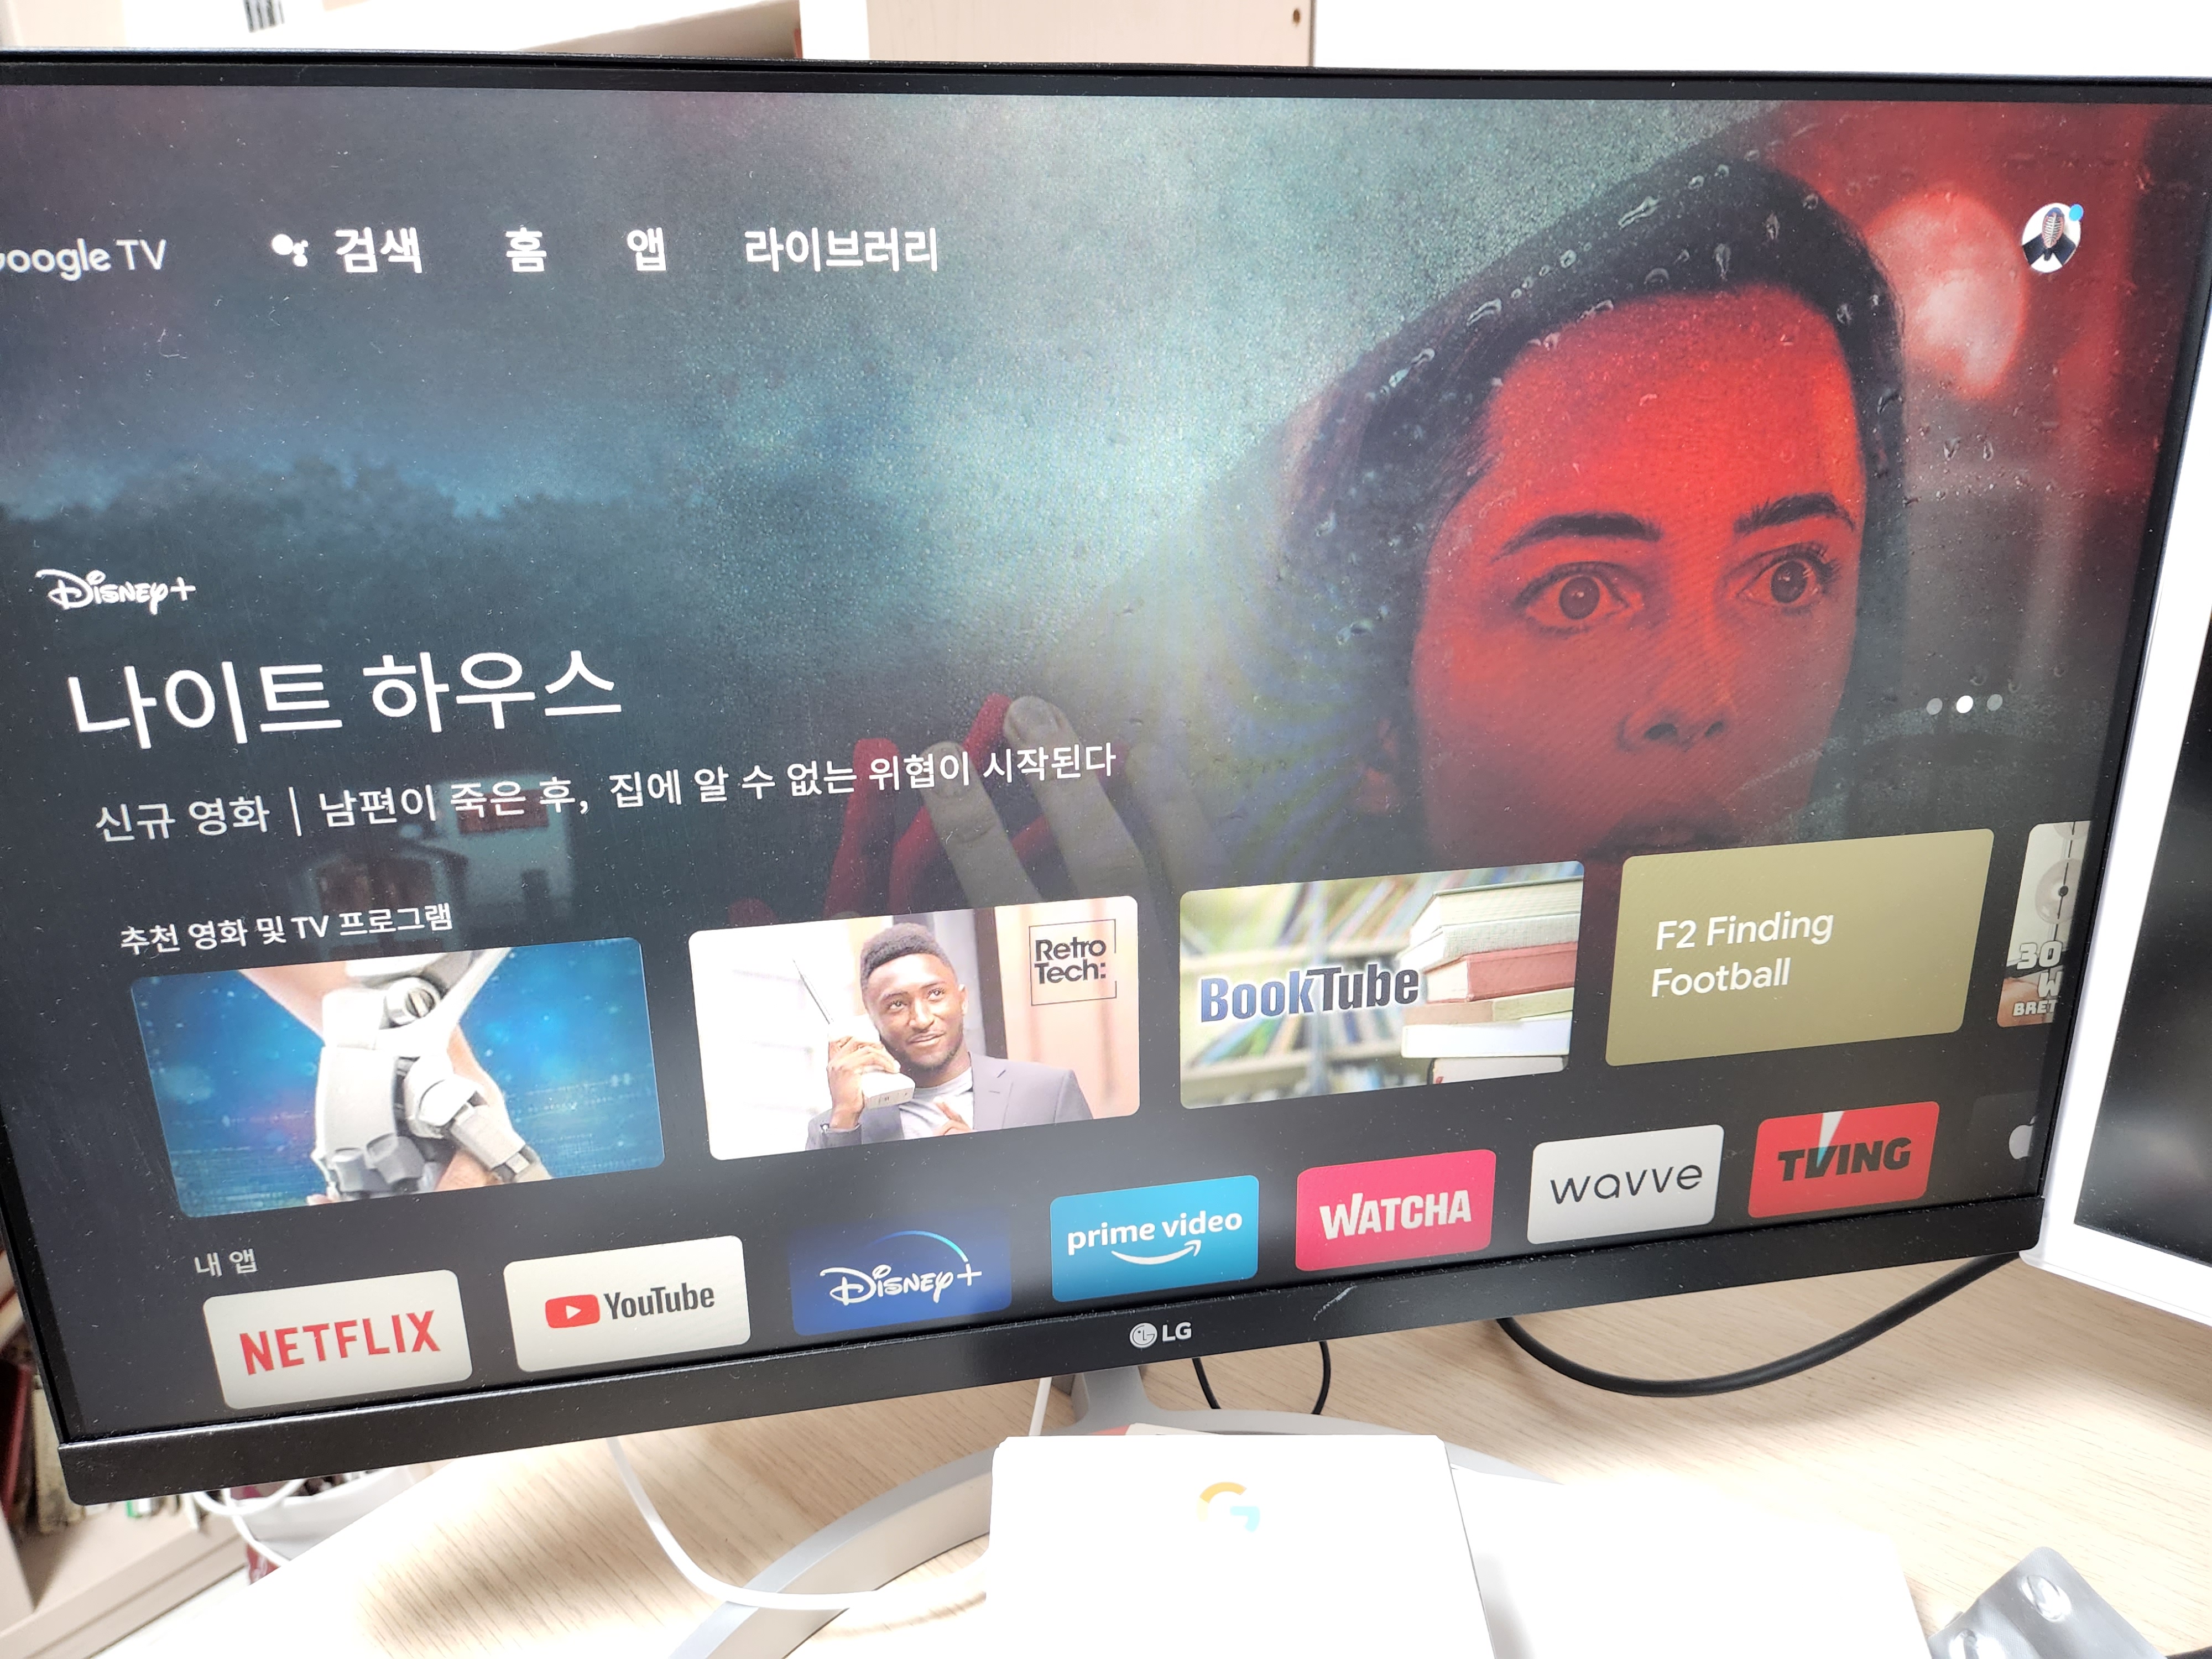 Google TV 검색 홈 앱 라이브러리
Disney+
나이트 하우스
신규 영화 | 남편이 죽은 후, 집에 알 수 없는 위협이 시작된다
추천 영화 및 TV 프로그램
Retro
Tech:
BookTube
F2 Finding
Football
30
W
BRET
내 앱
NETFLIX
YouTube
Disney+
prime video
WATCHA
wavve
TVING
LG
G